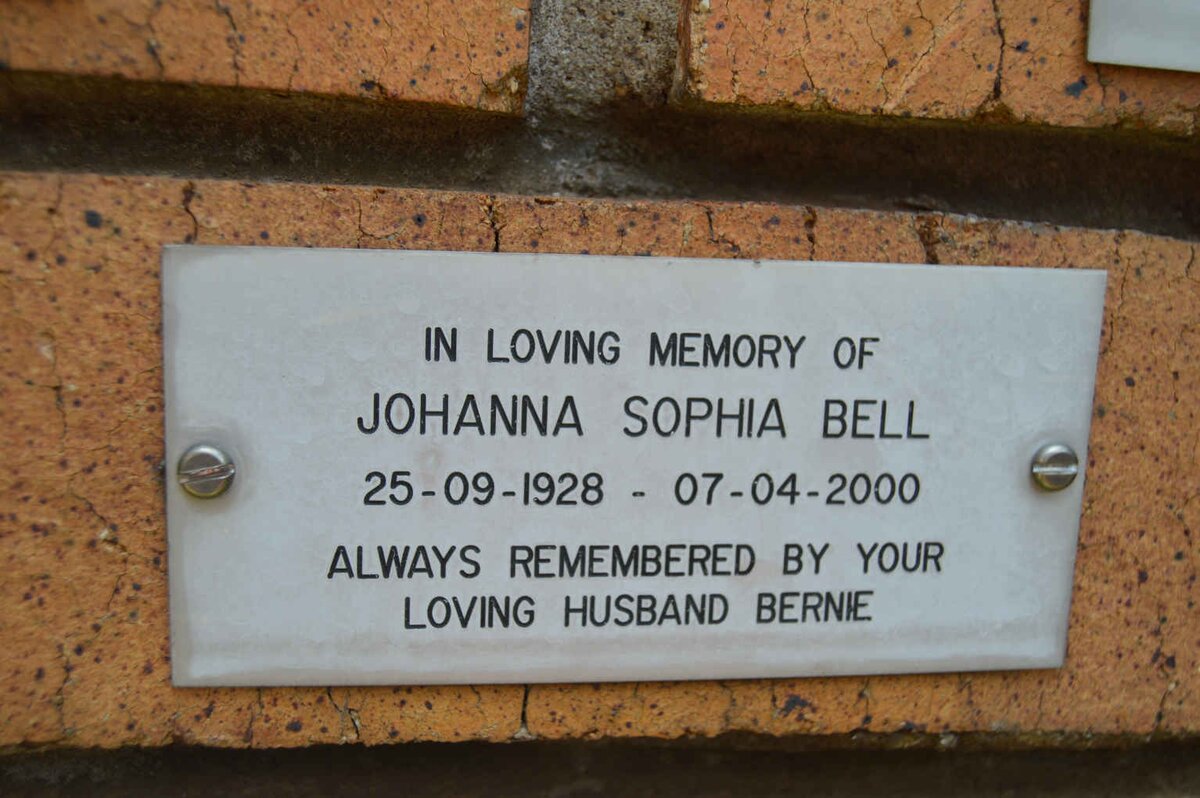 IN LOVING MEMORY OF
JOHANNA SOPHIA BELL
25-09-1928 - 07-04-2000
ALWAYS REMEMBERED BY YOUR
LOVING HUSBAND BERNIE